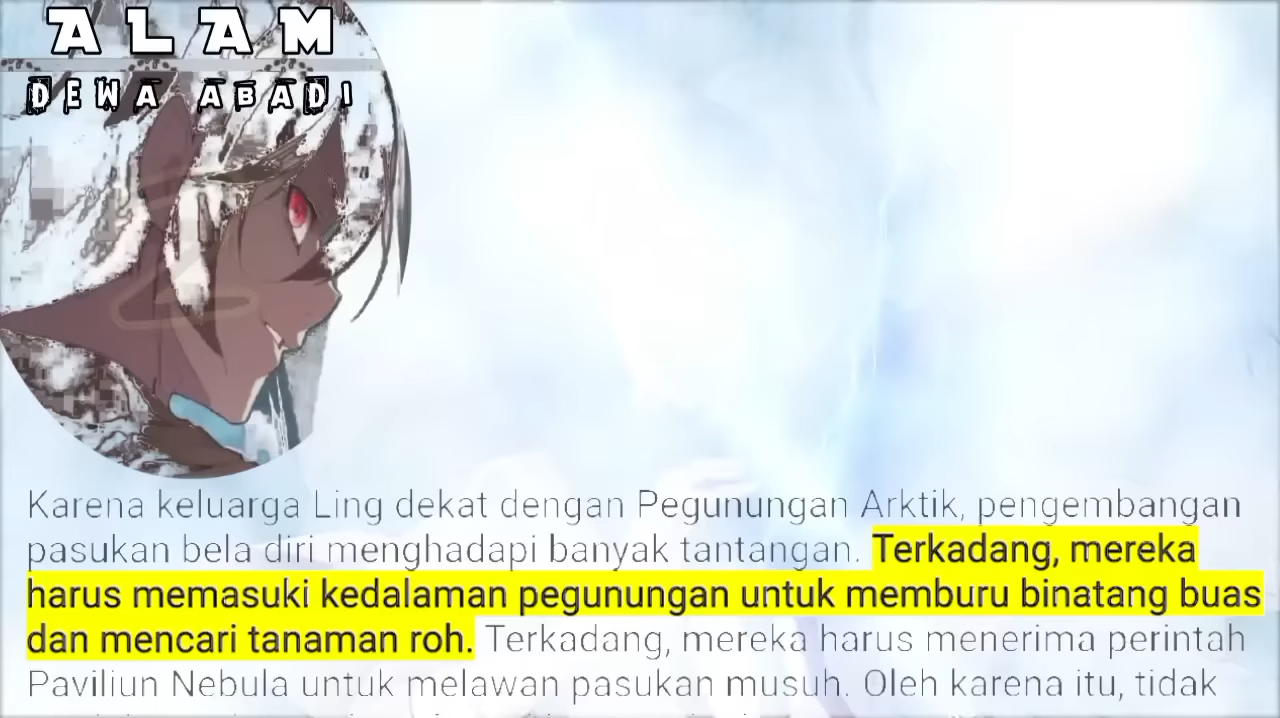 ALAM
DEWA ABADI
Karena keluarga Ling dekat dengan Pegunungan Arktik, pengembangan
pasukan bela diri menghadapi banyak tantangan. Terkadang, mereka
harus memasuki kedalaman pegunungan untuk memburu binatang buas
dan mencari tanaman roh. Terkadang, mereka harus menerima perintah
Paviliun Nebula untuk melawan pasukan musuh. Oleh karena itu, tidak